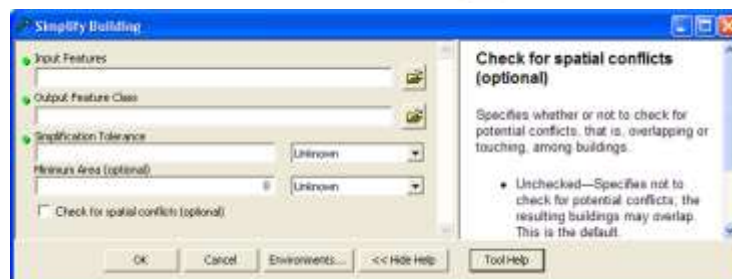 Simplify Building
Input Features
Output Feature Class
Simplification Tolerance
Unknown
Minimum Area (optional)
0 Unknown
Check for spatial conflicts (optional)
OK Cancel Environments... << Hide Help Tool Help
Check for spatial conflicts
(optional)
Specifies whether or not to check for
potential conflicts, that is, overlapping or
touching, among buildings.
• Unchecked—Specifies not to
check for potential conflicts; the
resulting buildings may overlap.
This is the default.